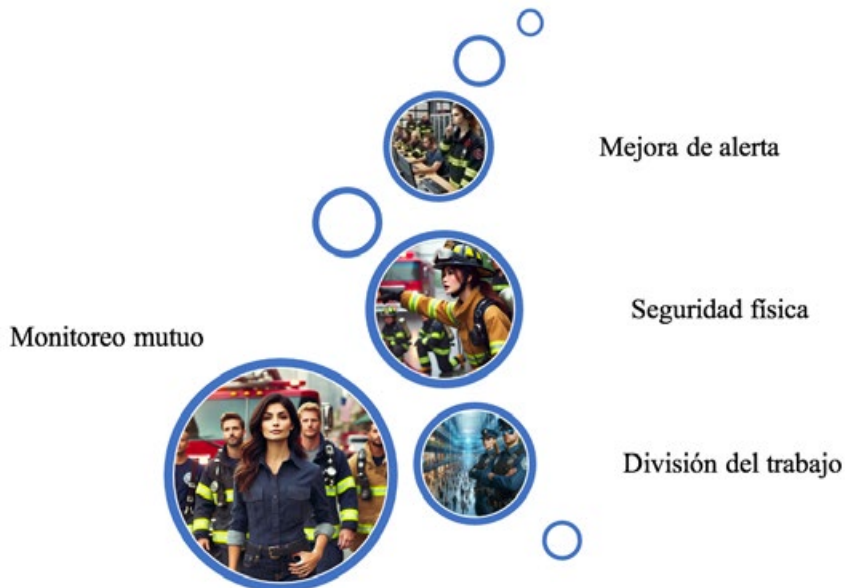 Mejora de alerta
Seguridad física
Monitoreo mutuo
División del trabajo